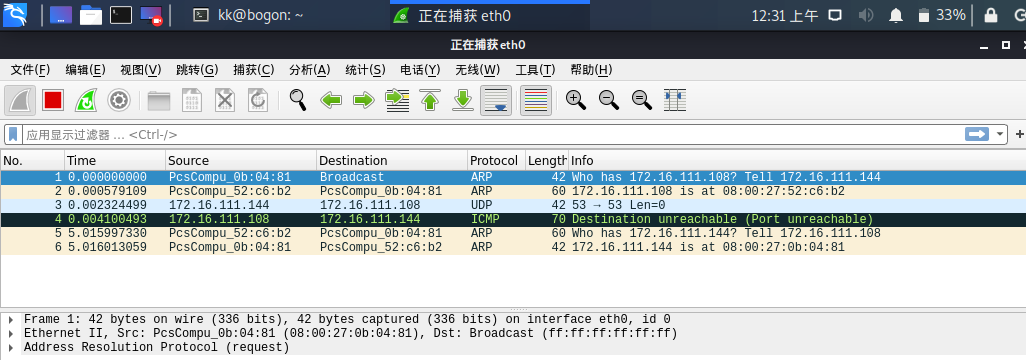 kk@bogon: ~ 正在捕获 eth0 12:31 上午 33%
正在捕获 eth0
文件(F) 编辑(E) 视图(V) 跳转(G) 捕获(C) 分析(A) 统计(S) 电话(Y) 无线(W) 工具(T) 帮助(H)
应用显示过滤器 … <Ctrl-/>
No. Time Source Destination Protocol Length Info
1 0.000000000 PcsCompu_0b:04:81 Broadcast ARP 42 Who has 172.16.111.108? Tell 172.16.111.144
2 0.000579109 PcsCompu_52:c6:b2 PcsCompu_0b:04:81 ARP 60 172.16.111.108 is at 08:00:27:52:c6:b2
3 0.002324499 172.16.111.144 172.16.111.108 UDP 42 53 → 53 Len=0
4 0.004100493 172.16.111.108 172.16.111.144 ICMP 70 Destination unreachable (Port unreachable)
5 5.015997330 PcsCompu_52:c6:b2 PcsCompu_0b:04:81 ARP 60 Who has 172.16.111.144? Tell 172.16.111.108
6 5.016013059 PcsCompu_0b:04:81 PcsCompu_52:c6:b2 ARP 42 172.16.111.144 is at 08:00:27:0b:04:81
Frame 1: 42 bytes on wire (336 bits), 42 bytes captured (336 bits) on interface eth0, id 0
Ethernet II, Src: PcsCompu_0b:04:81 (08:00:27:0b:04:81), Dst: Broadcast (ff:ff:ff:ff:ff:ff)
Address Resolution Protocol (request)